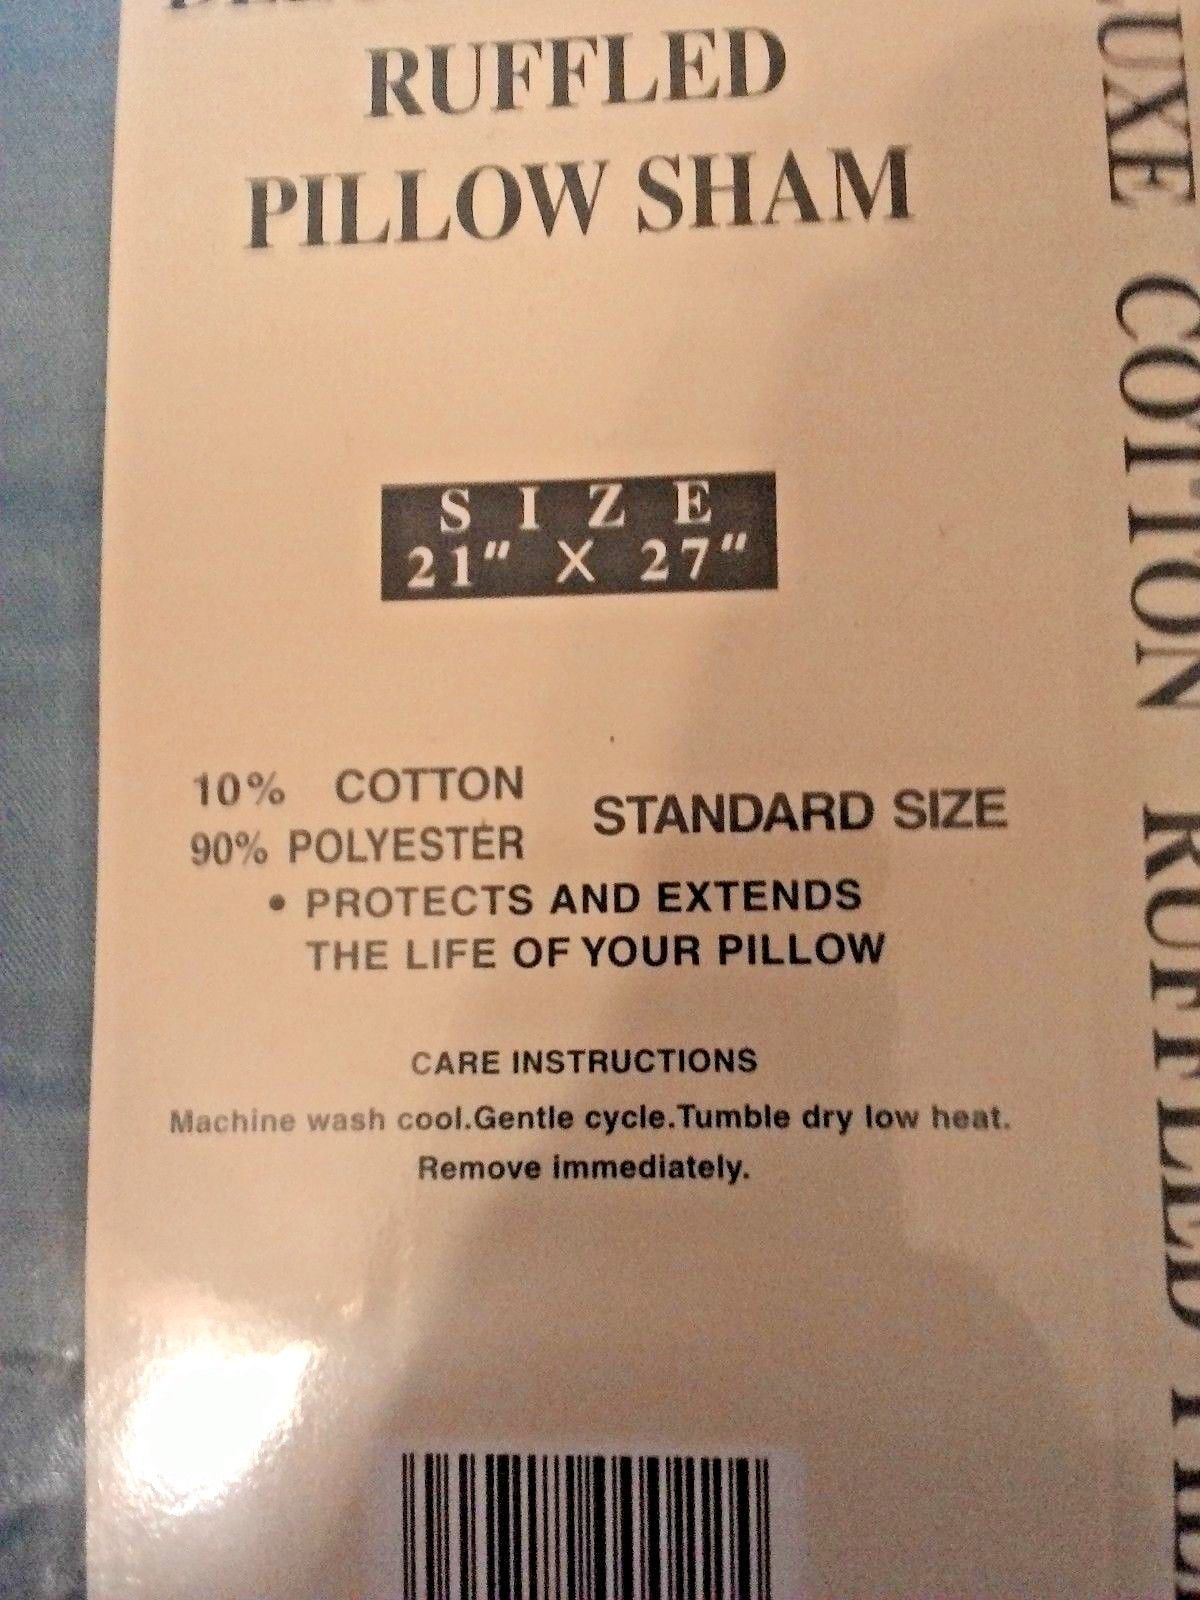 RUFFLED
PILLOW SHAM
SIZE
21" X 27"
10% COTTON
90% POLYESTER
STANDARD SIZE
• PROTECTS AND EXTENDS
THE LIFE OF YOUR PILLOW
CARE INSTRUCTIONS
Machine wash cool.Gentle cycle.Tumble dry low heat.
Remove immediately.
COTTON RUFFLED